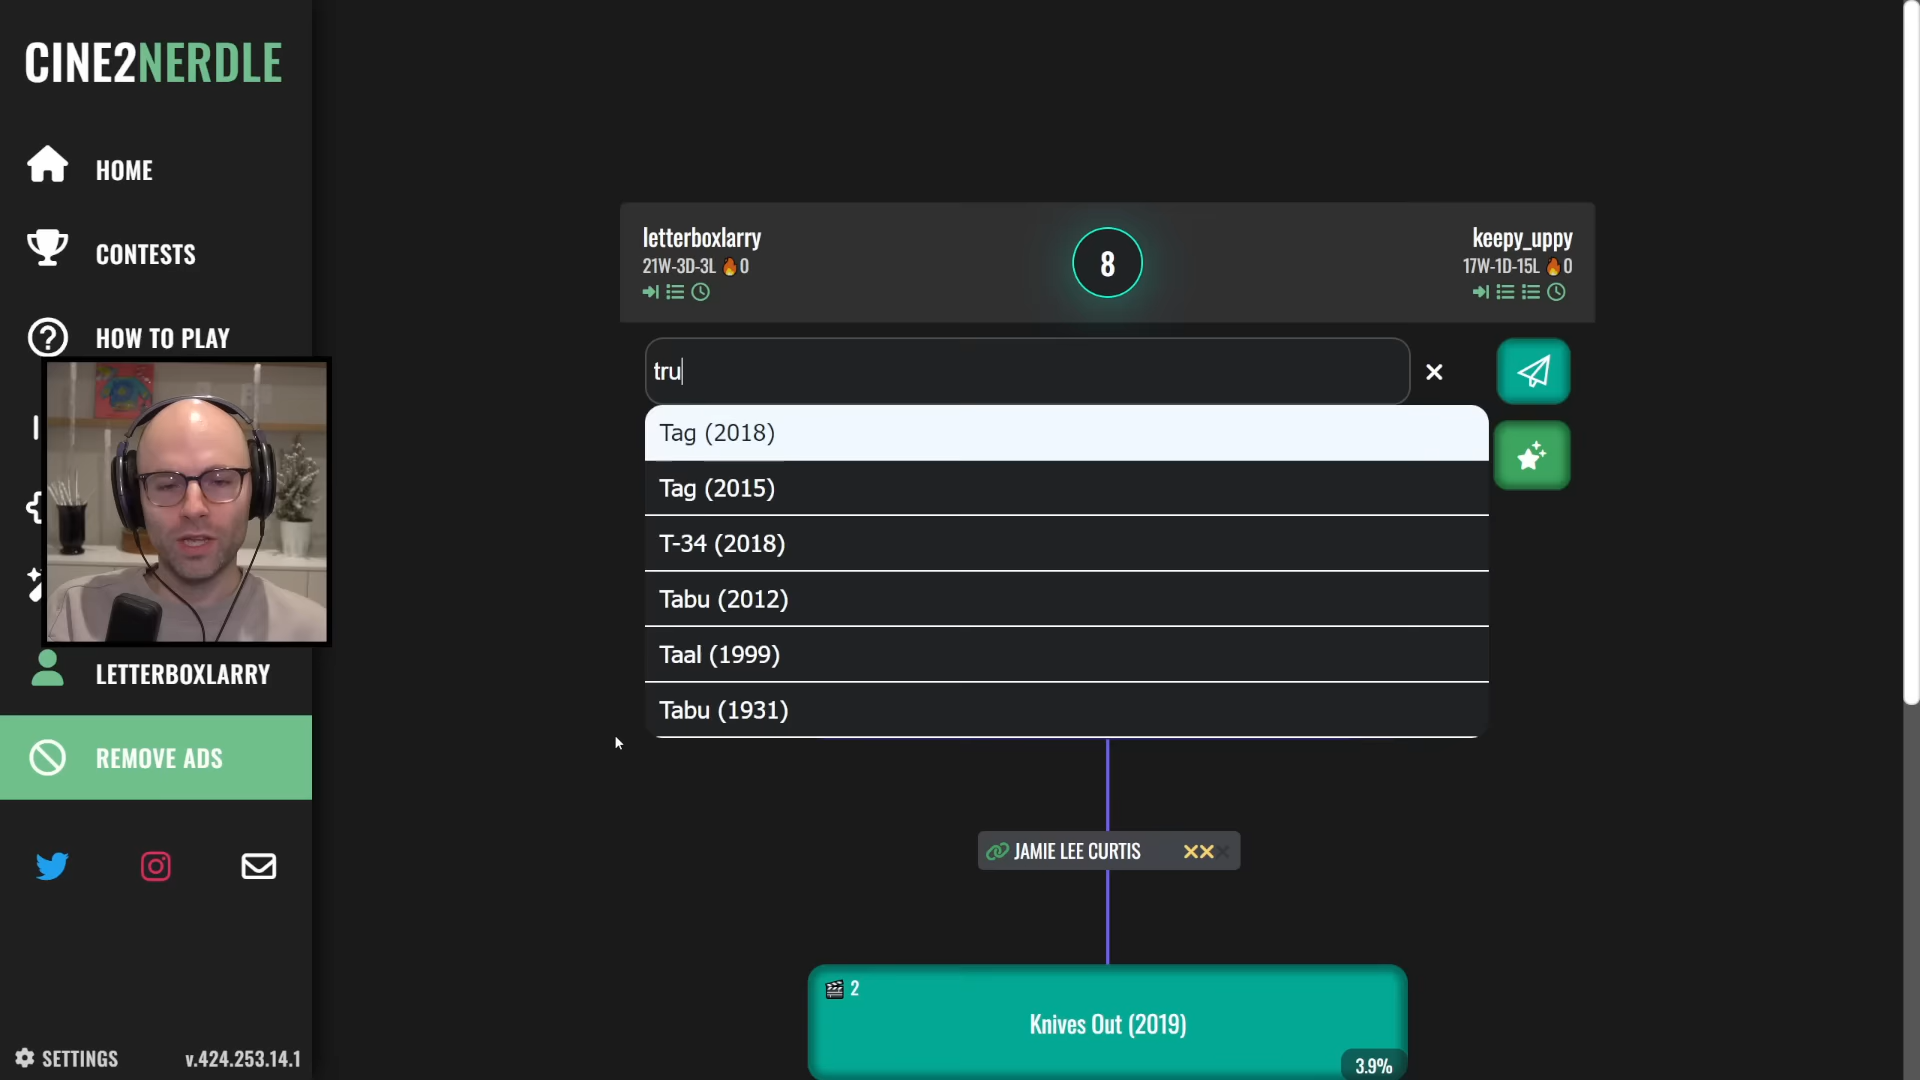 CINE2NERDLE
HOME
CONTESTS
HOW TO PLAY
LETTERBOXLARRY
REMOVE ADS
SETTINGS
v.424.253.14.1
letterboxlarry
21W-3D-3L 🔥0
8
keepy_uppy
17W-1D-15L 🔥0
tru
Tag (2018)
Tag (2015)
T-34 (2018)
Tabu (2012)
Taal (1999)
Tabu (1931)
JAMIE LEE CURTIS
2
Knives Out (2019)
3.9%